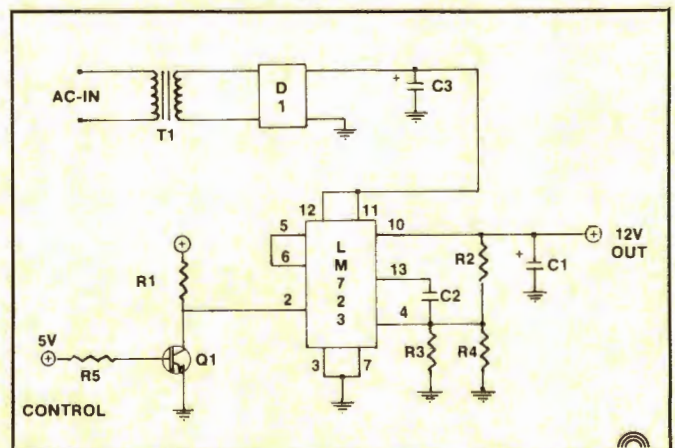 AC-IN
T1
D
1
+
C3
12
11
5
6
10
+
12V
OUT
L
M
7
2
3
R2
+
C1
13
C2
+
R1
2
4
5V
+
R5
Q1
3
7
R3
R4
CONTROL